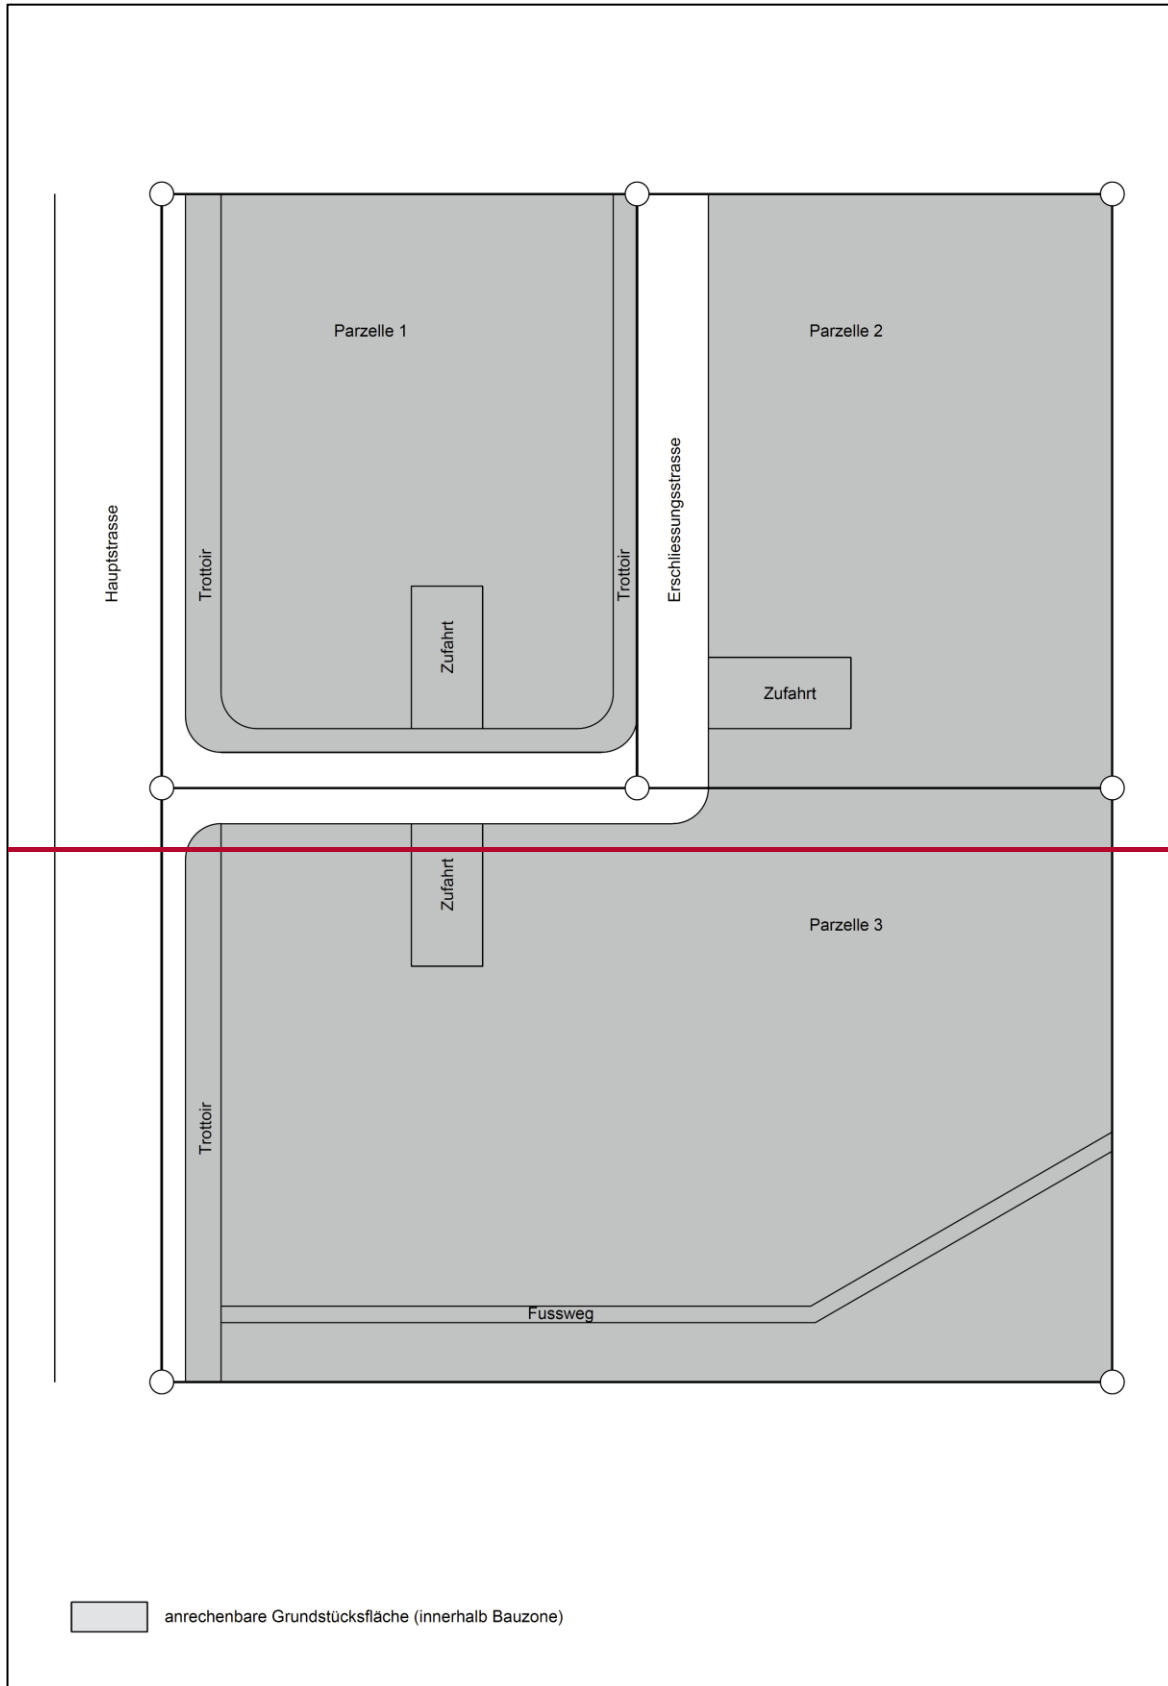 Parzelle 1
Parzelle 2
Hauptstrasse
Trottoir
Trottoir
Erschliessungsstrasse
Zufahrt
Zufahrt
Zufahrt
Parzelle 3
Trottoir
Fussweg
anrechenbare Grundstücksfläche (innerhalb Bauzone)